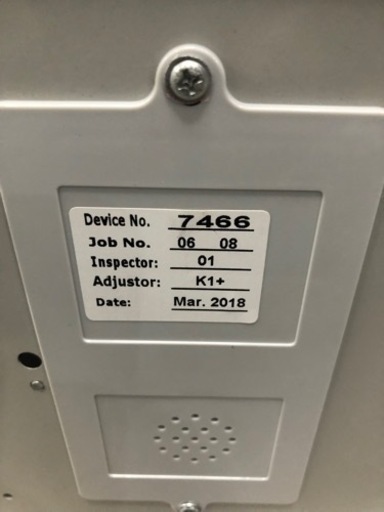 Device No. 7466
Job No. 06 08
Inspector: 01
Adjustor: K1+
Date: Mar. 2018